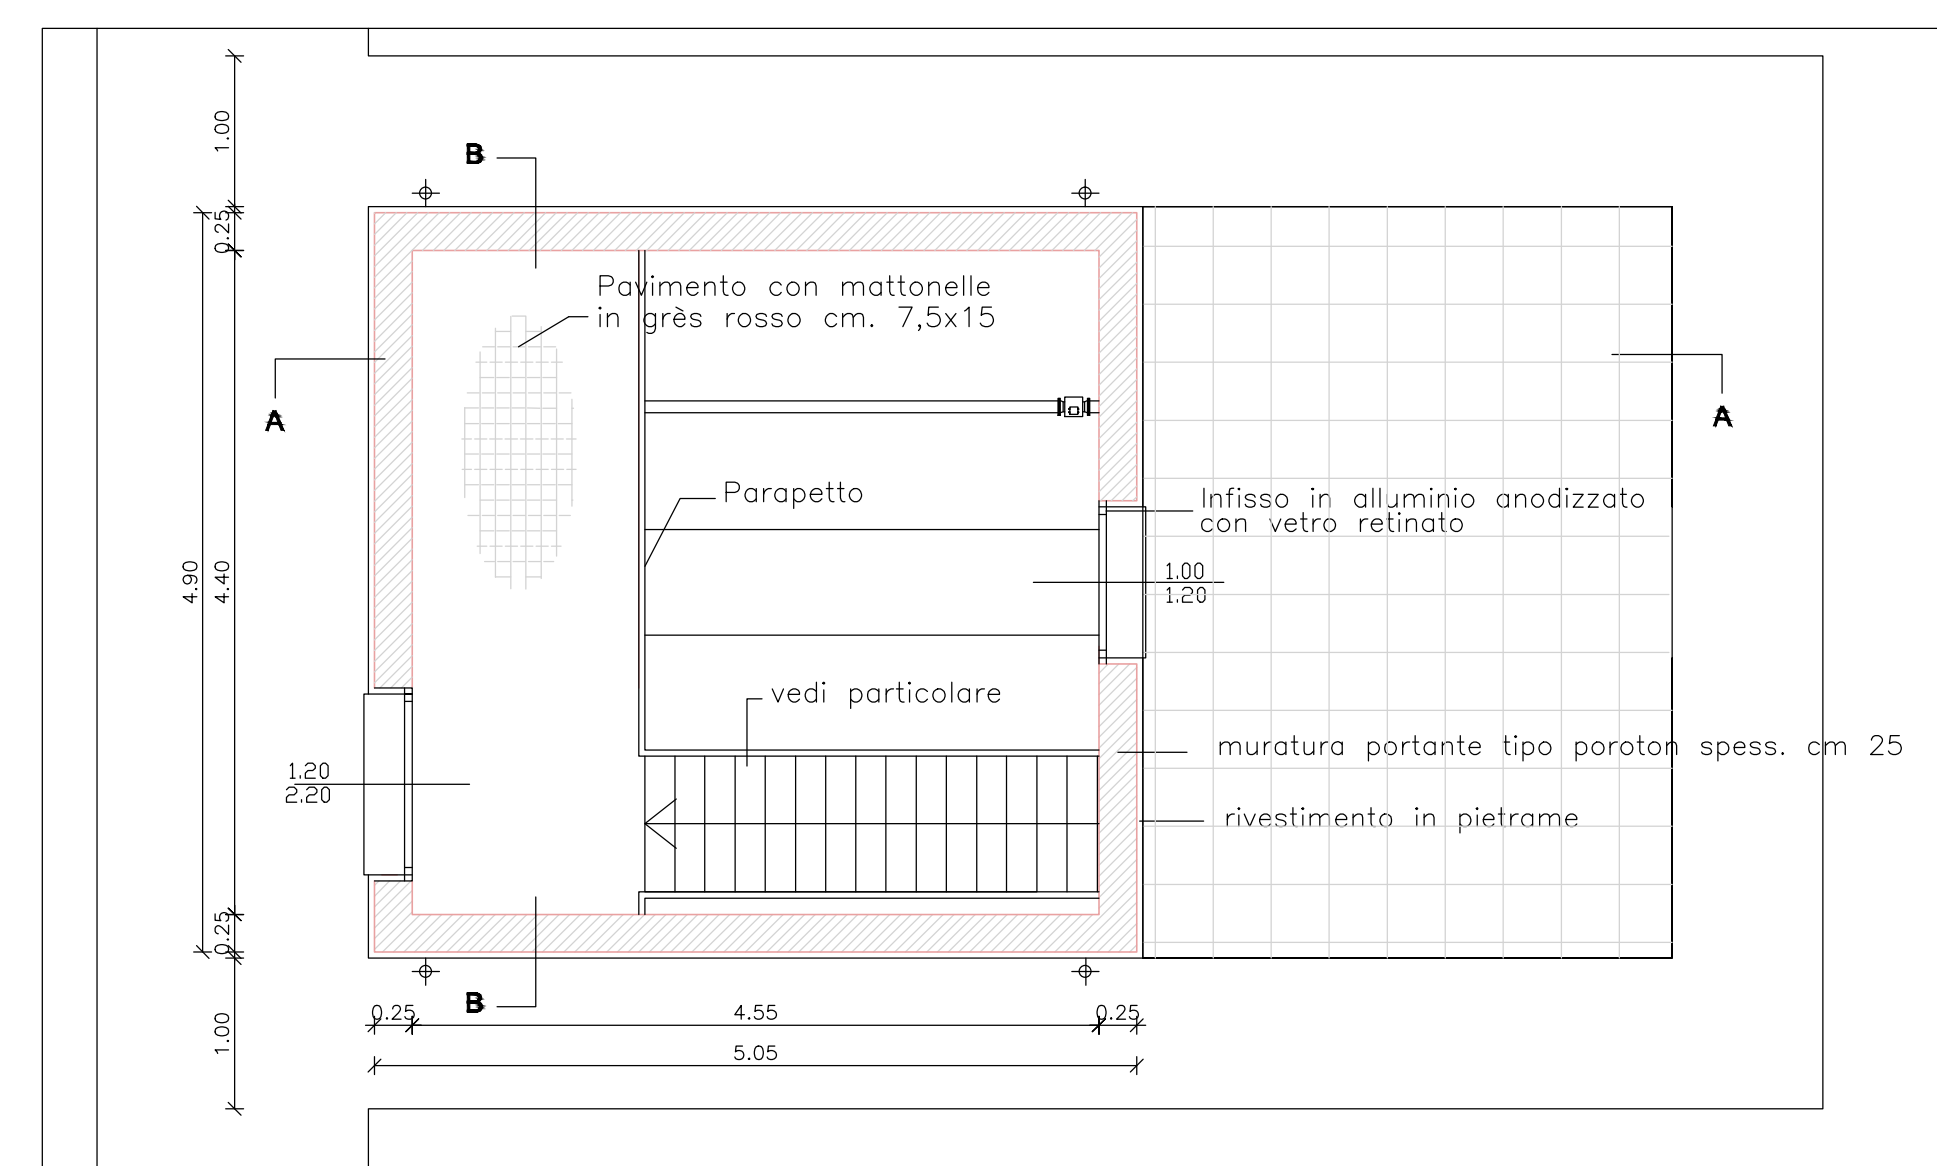 1.00
B
0.25
Pavimento con mattonelle
in grès rosso cm. 7,5x15
A
A
Parapetto
Infisso in alluminio anodizzato
con vetro retinato
4.90
4.40
1.00
1.20
vedi particolare
muratura portante tipo poroton spess. cm 25
1.20
2.20
rivestimento in pietrame
0.25
B
1.00
0.25
4.55
0.25
5.05